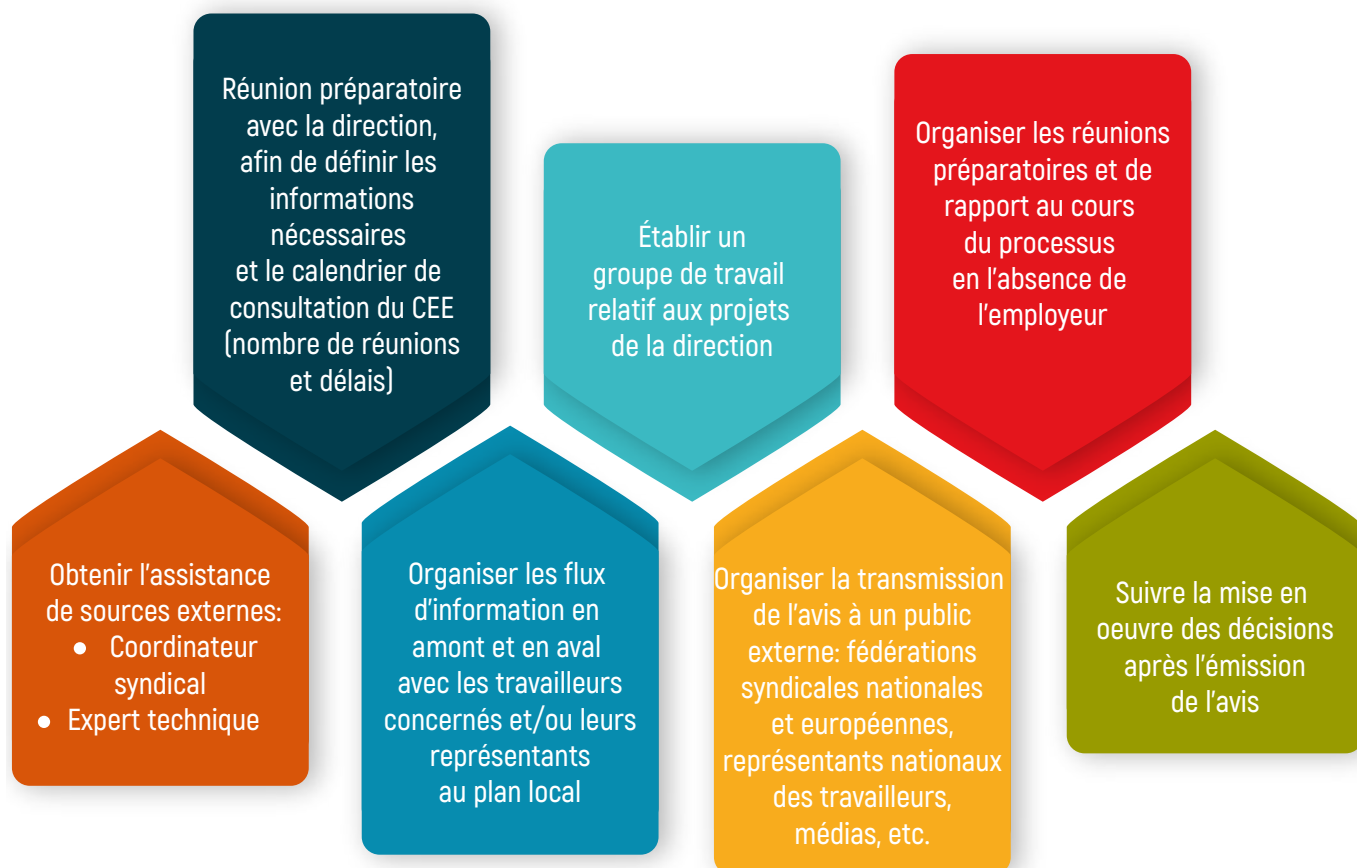 Obtenir l'assistance
de sources externes:
● Coordinateur
syndical
● Expert technique
Réunion préparatoire
avec la direction,
afin de définir les
informations
nécessaires
et le calendrier de
consultation du CEE
(nombre de réunions
et délais)
Organiser les flux
d'information en
amont et en aval
avec les travailleurs
concernés et/ou leurs
représentants
au plan local
Établir un
groupe de travail
relatif aux projets
de la direction
Organiser la transmission
de l'avis à un public
externe: fédérations
syndicales nationales
et européennes,
représentants nationaux
des travailleurs,
médias, etc.
Organiser les réunions
préparatoires et de
rapport au cours
du processus
en l'absence de
l'employeur
Suivre la mise en
oeuvre des décisions
après l'émission
de l'avis